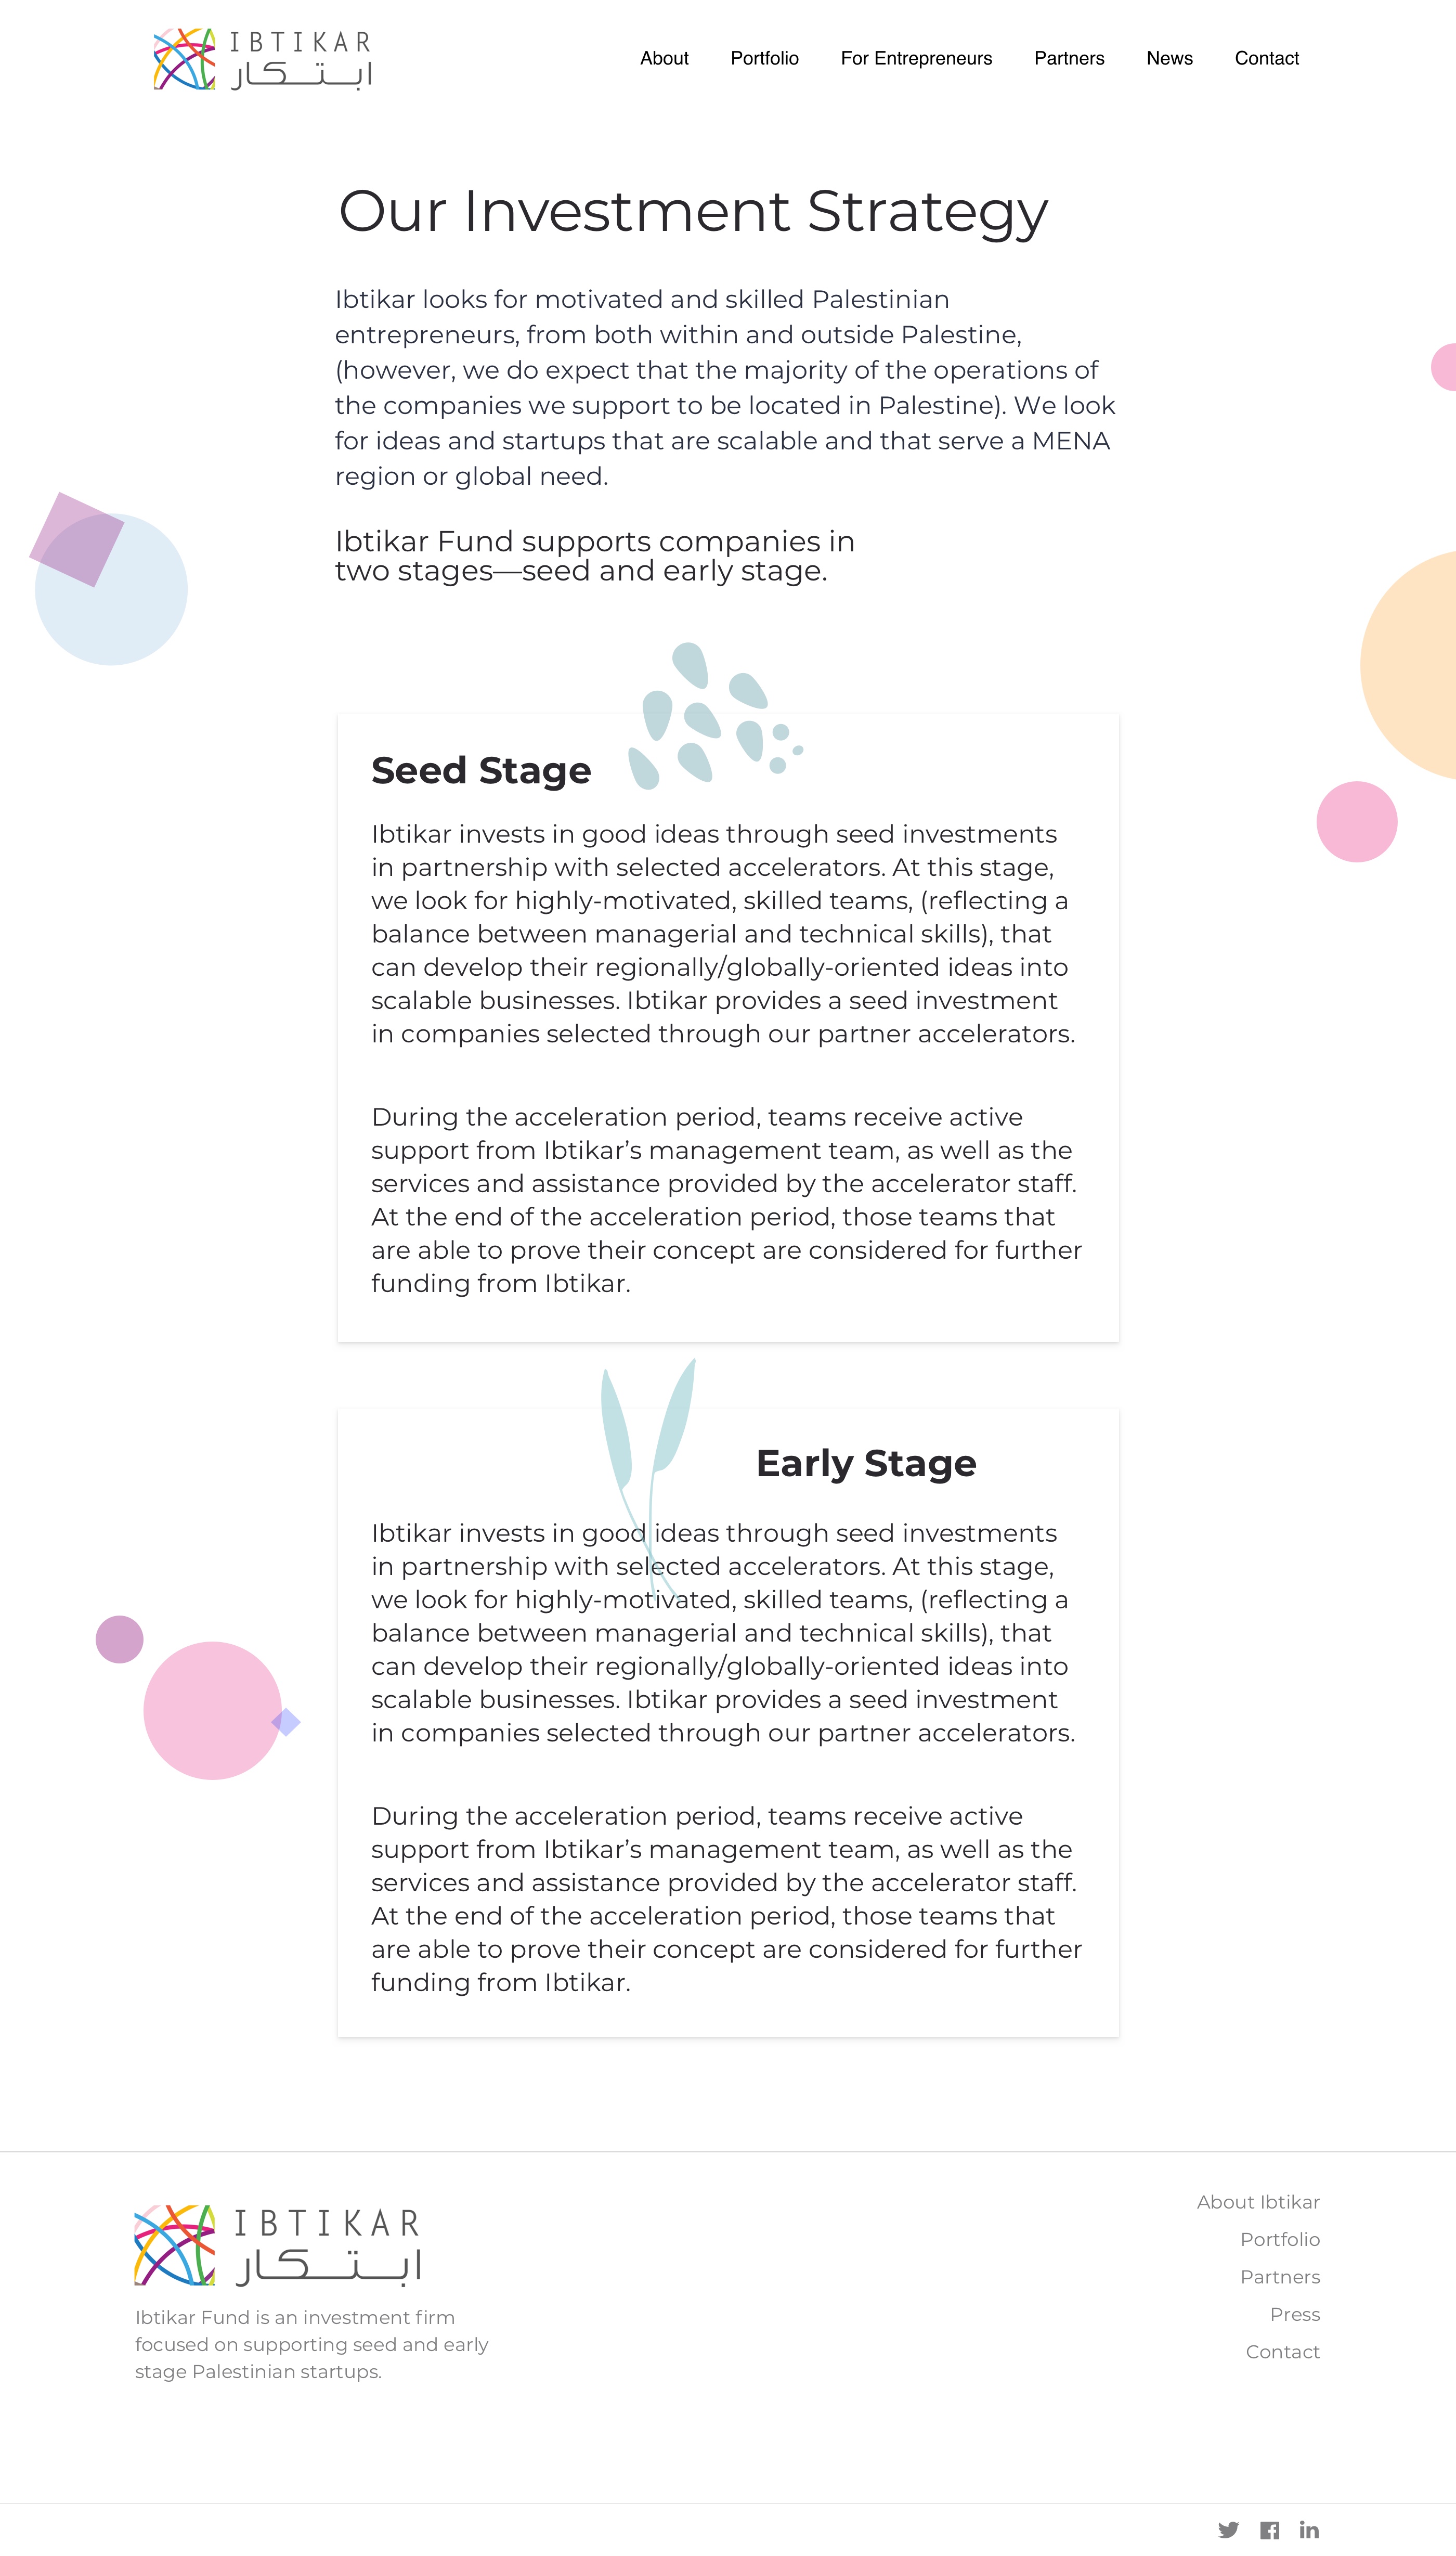 IBTIKAR
ابتكار
About Portfolio For Entrepreneurs Partners News Contact
Our Investment Strategy
Ibtikar looks for motivated and skilled Palestinian
entrepreneurs, from both within and outside Palestine,
(however, we do expect that the majority of the operations of
the companies we support to be located in Palestine). We look
for ideas and startups that are scalable and that serve a MENA
region or global need.
Ibtikar Fund supports companies in
two stages—seed and early stage.
Seed Stage
Ibtikar invests in good ideas through seed investments
in partnership with selected accelerators. At this stage,
we look for highly-motivated, skilled teams, (reflecting a
balance between managerial and technical skills), that
can develop their regionally/globally-oriented ideas into
scalable businesses. Ibtikar provides a seed investment
in companies selected through our partner accelerators.
During the acceleration period, teams receive active
support from Ibtikar’s management team, as well as the
services and assistance provided by the accelerator staff.
At the end of the acceleration period, those teams that
are able to prove their concept are considered for further
funding from Ibtikar.
Early Stage
Ibtikar invests in good ideas through seed investments
in partnership with selected accelerators. At this stage,
we look for highly-motivated, skilled teams, (reflecting a
balance between managerial and technical skills), that
can develop their regionally/globally-oriented ideas into
scalable businesses. Ibtikar provides a seed investment
in companies selected through our partner accelerators.
During the acceleration period, teams receive active
support from Ibtikar’s management team, as well as the
services and assistance provided by the accelerator staff.
At the end of the acceleration period, those teams that
are able to prove their concept are considered for further
funding from Ibtikar.
IBTIKAR
ابتكار
Ibtikar Fund is an investment firm
focused on supporting seed and early
stage Palestinian startups.
About Ibtikar
Portfolio
Partners
Press
Contact